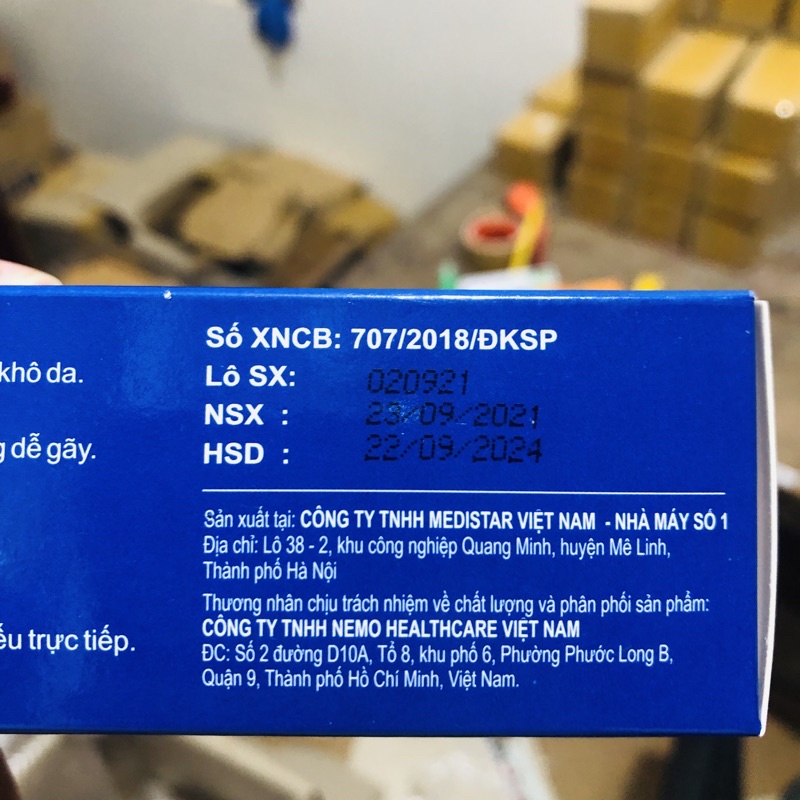 khô da.
g dễ gãy.
ếu trực tiếp.
Số XNCB: 707/2018/ĐKSP
Lô SX: 020921
NSX : 23/09/2021
HSD : 22/09/2024
Sản xuất tại: CÔNG TY TNHH MEDISTAR VIỆT NAM - NHÀ MÁY SỐ 1
Địa chỉ: Lô 38 - 2, khu công nghiệp Quang Minh, huyện Mê Linh,
Thành phố Hà Nội
Thương nhân chịu trách nhiệm về chất lượng và phân phối sản phẩm:
CÔNG TY TNHH NEMO HEALTHCARE VIỆT NAM
ĐC: Số 2 đường D10A, Tổ 8, khu phố 6, Phường Phước Long B,
Quận 9, Thành phố Hồ Chí Minh, Việt Nam.